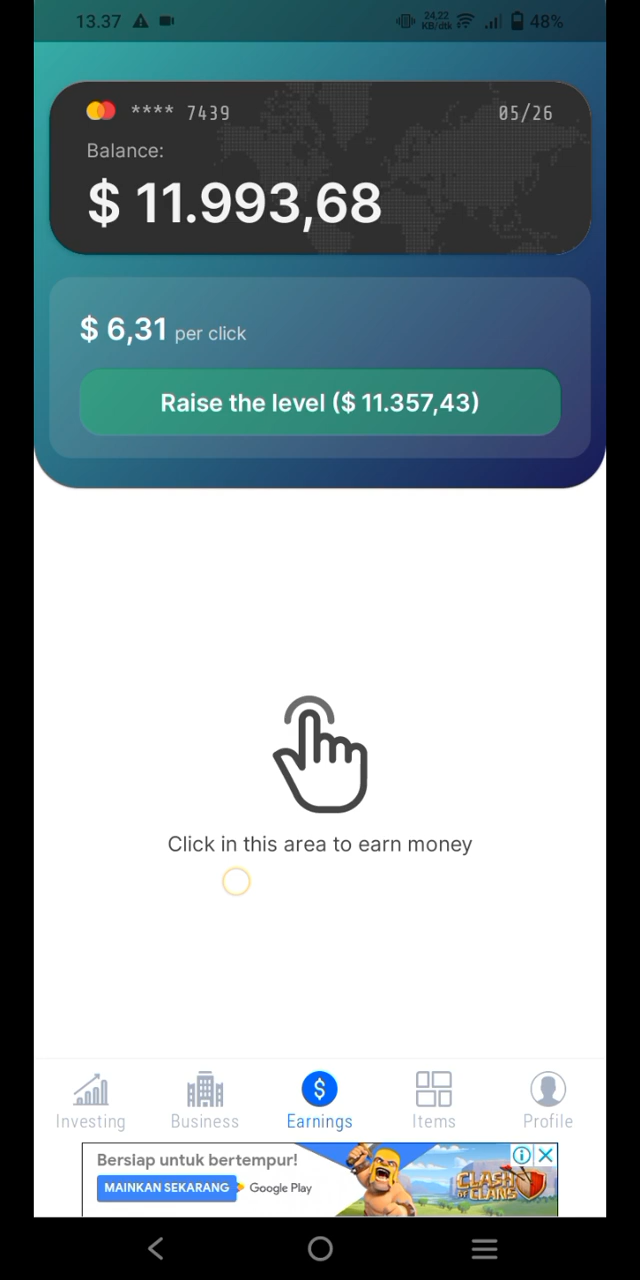 13.37
24,22
KB/dtk
48%
**** 7439
05/26
Balance:
$ 11.993,68
$ 6,31 per click
Raise the level ($ 11.357,43)
Click in this area to earn money
Investing
Business
$
Earnings
Items
Profile
Bersiap untuk bertempur!
MAINKAN SEKARANG
Google Play
CLASH
OF CLANS